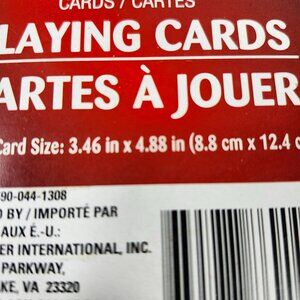 CARDS / CARTES
LAYING CARDS
ARTES À JOUER
Card Size: 3.46 in x 4.88 in (8.8 cm x 12.4 c
90-044-1308
D BY / IMPORTÉ PAR
AUX É.-U.:
ER INTERNATIONAL, INC.
PARKWAY,
KE, VA 23320